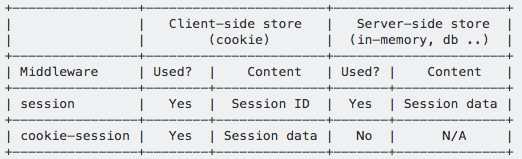 +-----------------+-----------------------+------------------------+
|                 |   Client-side store   |   Server-side store    |
|                 |       (cookie)        |  (in-memory, db ..)    |
+-----------------+-----------------------+------------------------+
| Middleware      | Used?  |   Content    | Used? |    Content     |
+-----------------+-----------------------+------------------------+
| session         |  Yes   |  Session ID  |  Yes  |  Session data  |
+-----------------+-----------------------+------------------------+
| cookie-session  |  Yes   | Session data |  No   |      N/A       |
+-----------------+-----------------------+------------------------+